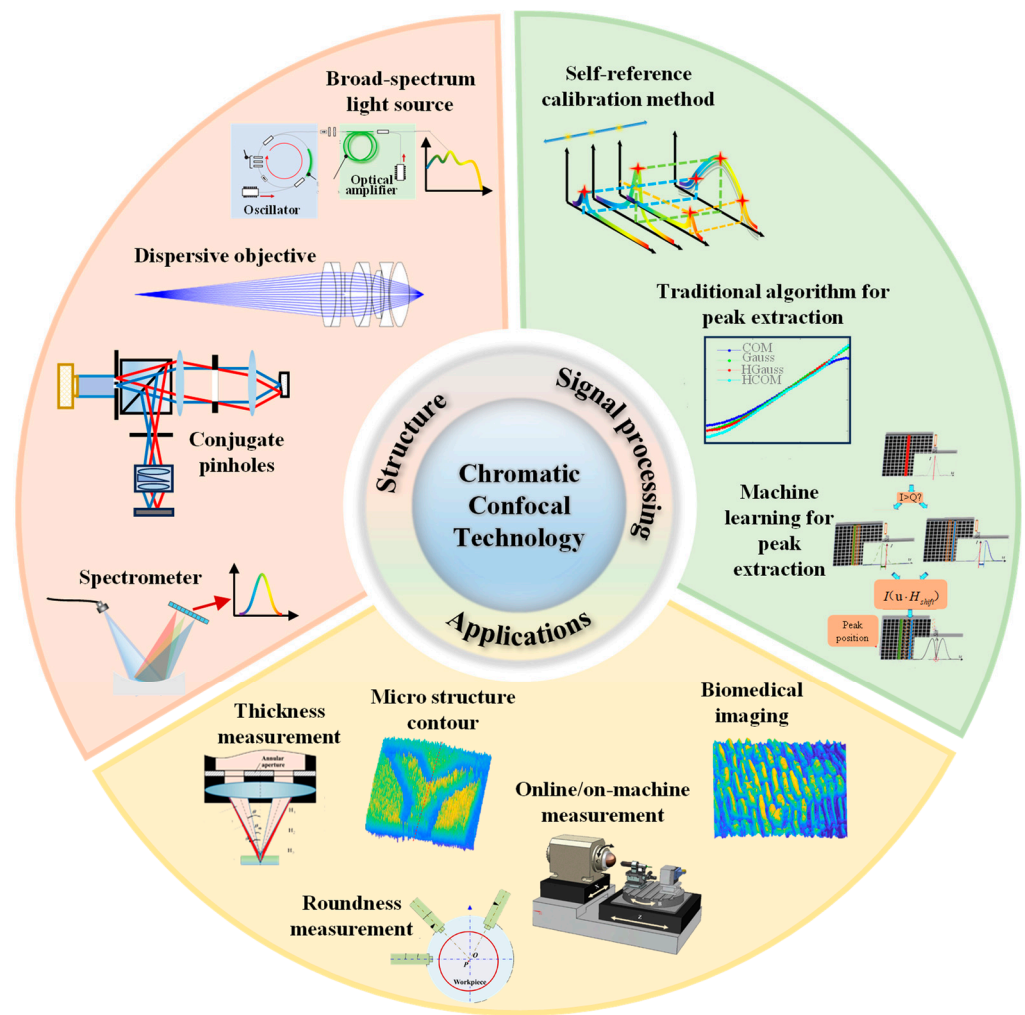 Broad-spectrum
light source
Oscillator
Optical
amplifier
Dispersive objective
Conjugate
pinholes
Spectrometer
Self-reference
calibration method
Traditional algorithm for
peak extraction
COM
Gauss
HGauss
HCOM
Machine
learning for
peak
extraction
I>Q?
I(u·H_shift)
Peak
position
Structure
Signal processing
Applications
Chromatic
Confocal
Technology
Thickness
measurement
Annular
aperture
Micro structure
contour
Biomedical
imaging
Online/on-machine
measurement
Z
Roundness
measurement
O
P
Workpiece